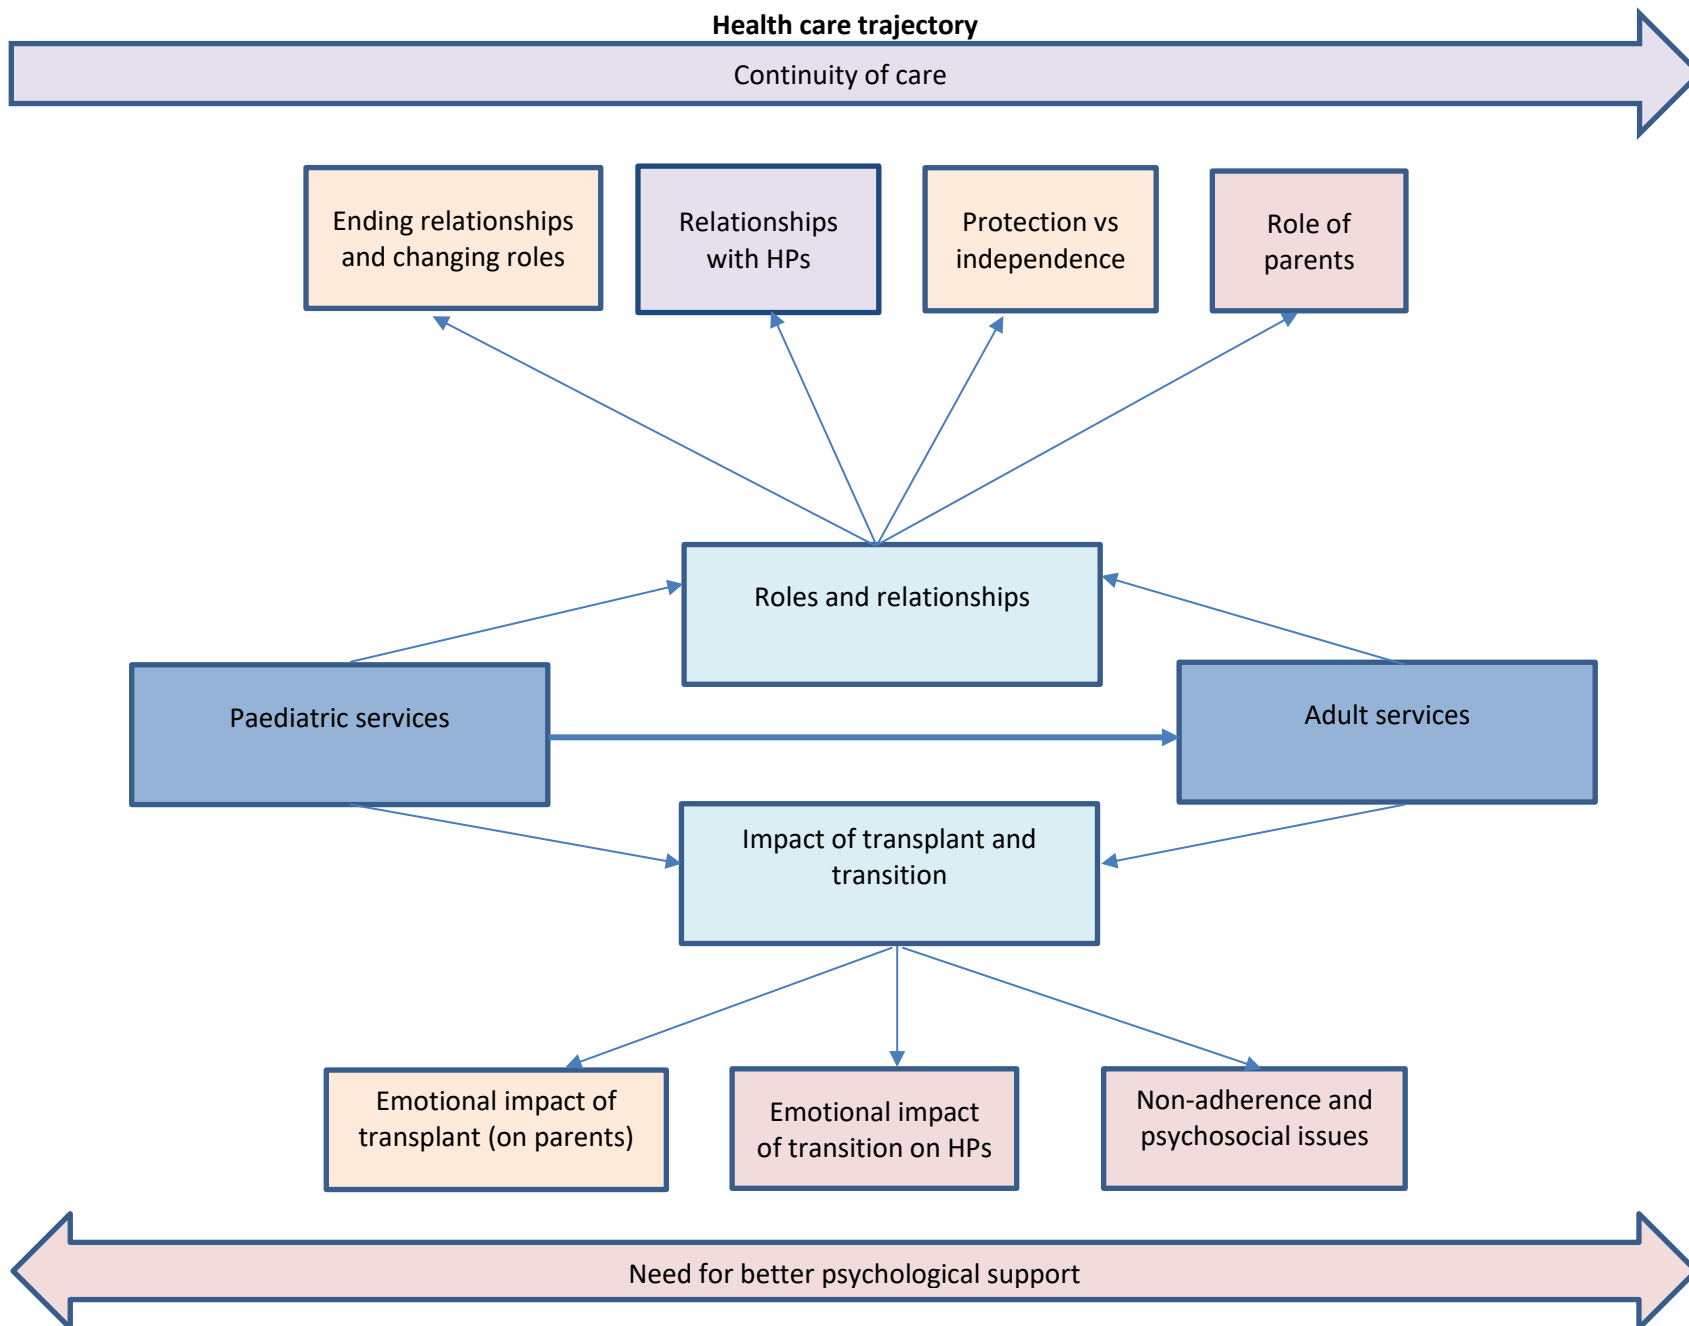 Health care trajectory
Continuity of care
Ending relationships
and changing roles
Relationships
with HPs
Protection vs
independence
Role of
parents
Roles and relationships
Paediatric services
Adult services
Impact of transplant and
transition
Emotional impact of
transplant (on parents)
Emotional impact
of transition on HPs
Non-adherence and
psychosocial issues
Need for better psychological support